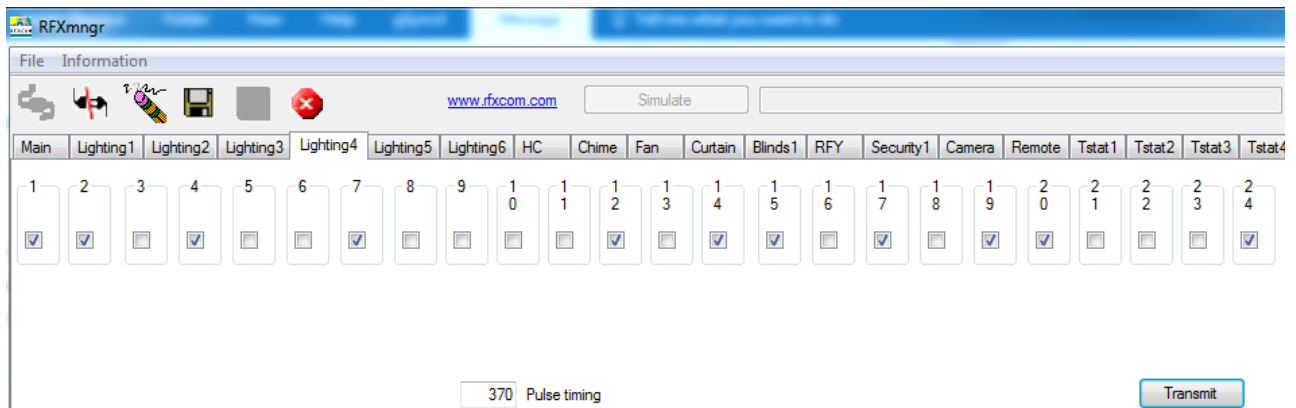 RFXmngr
File Information
www.rfxcom.com Simulate
Main Lighting1 Lighting2 Lighting3 Lighting4 Lighting5 Lighting6 HC Chime Fan Curtain Blinds1 RFY Security1 Camera Remote Tstat1 Tstat2 Tstat3 Tstat4
1 2 3 4 5 6 7 8 9 10 11 12 13 14 15 16 17 18 19 20 21 22 23 24
370 Pulse timing Transmit